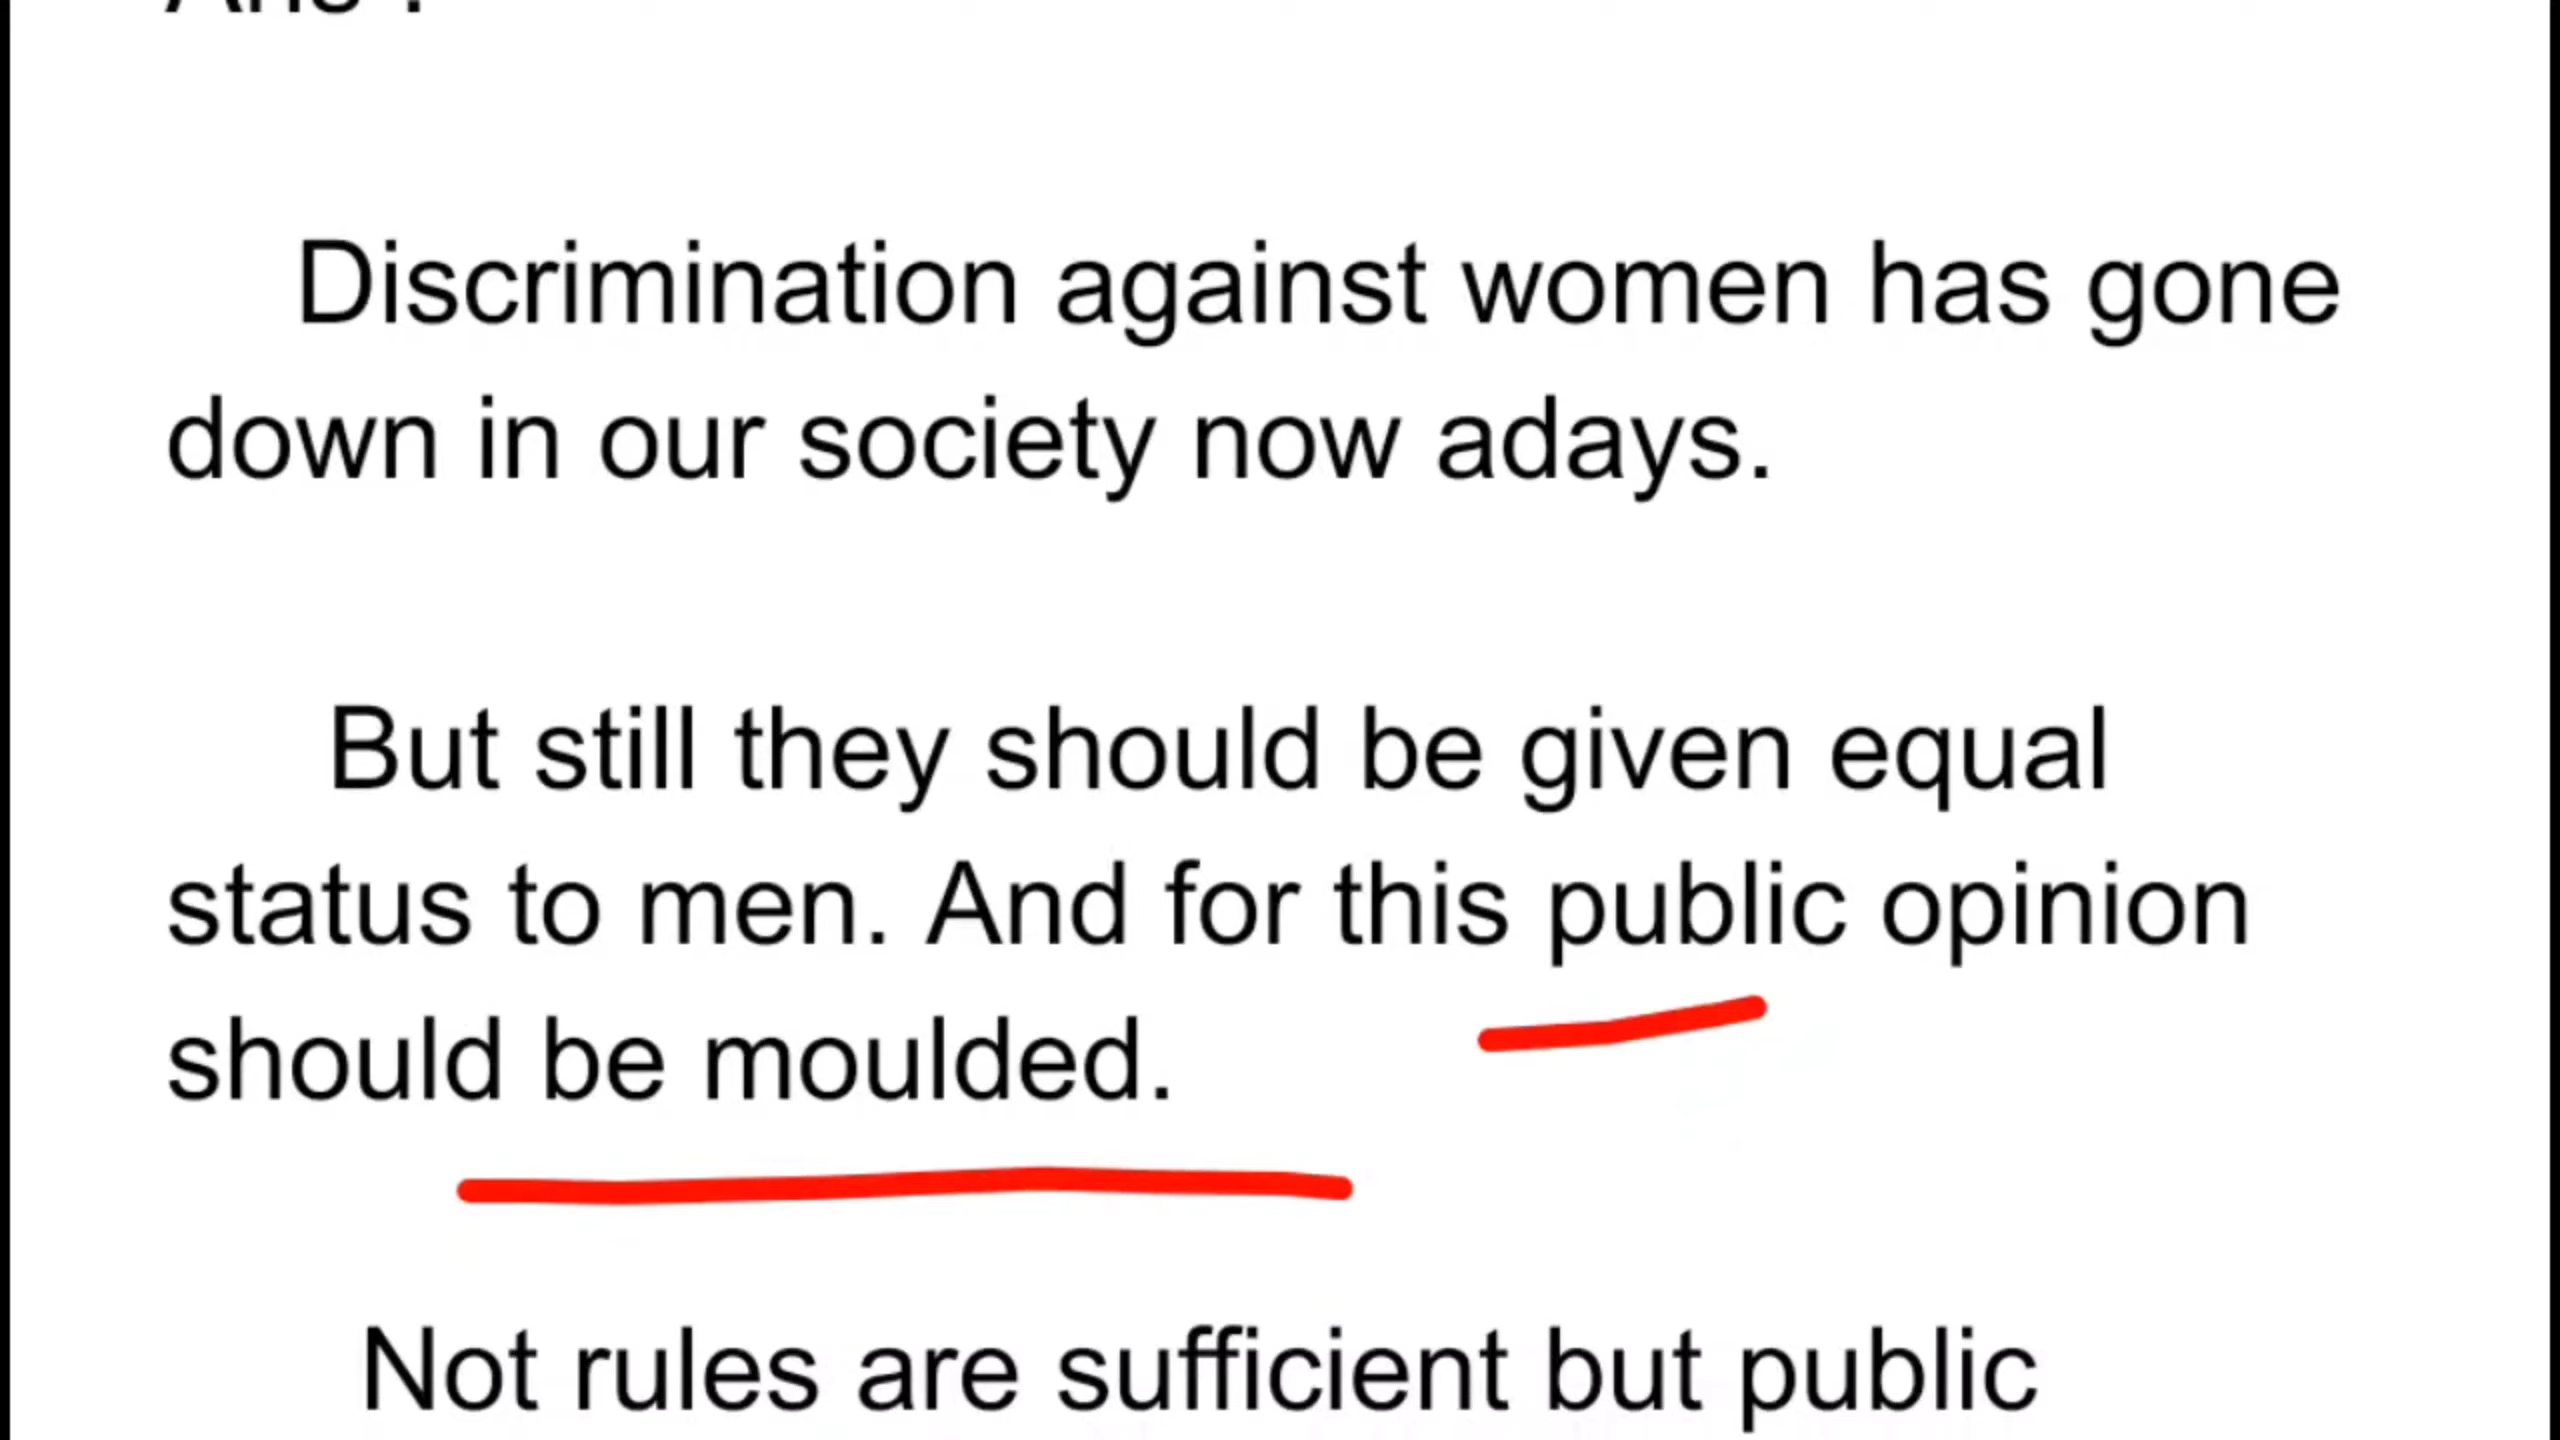 Discrimination against women has gone
down in our society now adays.
But still they should be given equal
status to men. And for this public opinion
should be moulded.
Not rules are sufficient but public